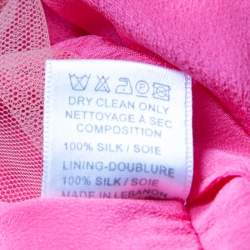 DRY CLEAN ONLY
NETTOYAGE À SEC
COMPOSITION
100% SILK / SOIE
LINING-DOUBLURE
100% SILK / SOIE
MADE IN LEBANON